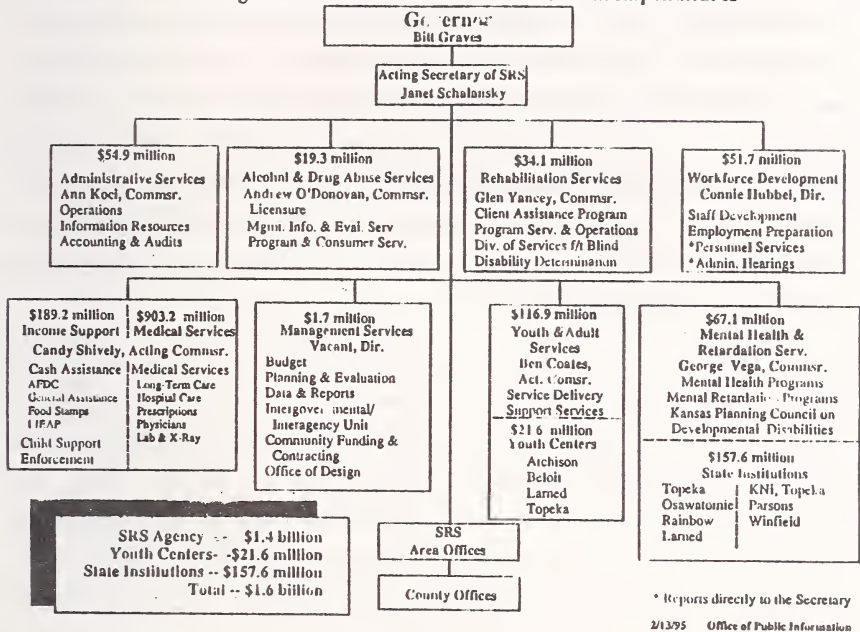 Governor
Bill Graves
Acting Secretary of SRS
Janet Schalansky
$54.9 million
Administrative Services
Ann Koci, Commsr.
Operations
Information Resources
Accounting & Audits
$19.3 million
Alcohol & Drug Abuse Services
Andrew O'Donovan, Commsr.
Licensure
Mgmt. Info. & Eval. Serv
Program & Consumer Serv.
$34.1 million
Rehabilitation Services
Glen Yancey, Commsr.
Client Assistance Program
Program Serv. & Operations
Div. of Services f/t Blind
Disability Determination
$51.7 million
Workforce Development
Connie Hubbel, Dir.
Staff Development
Employment Preparation
*Personnel Services
*Admin. Hearings
$189.2 million $903.2 million
Income Support Medical Services
Candy Shively, Acting Commsr.
Cash Assistance Medical Services
AFDC Long-Term Care
General Assistance Hospital Care
Food Stamps Prescriptions
LIEAP Physicians
Child Support Lab & X-Ray
Enforcement
$1.7 million
Management Services
Vacant, Dir.
Budget
Planning & Evaluation
Data & Reports
Intergovernmental/
Interagency Unit
Community Funding &
Contracting
Office of Design
$116.9 million
Youth & Adult
Services
Ben Coates,
Act. Comsr.
Service Delivery
Support Services
$21.6 million
Youth Centers
Atchison
Beloit
Larned
Topeka
$67.1 million
Mental Health &
Retardation Serv.
George Vega, Commsr.
Mental Health Programs
Mental Retardation Programs
Kansas Planning Council on
Developmental Disabilities
$157.6 million
State Institutions
Topeka KNI, Topeka
Osawatomie Parsons
Rainbow Winfield
Larned
SRS Agency -- $1.4 billion
Youth Centers- -$21.6 million
State Institutions -- $157.6 million
Total -- $1.6 billion
SRS
Area Offices
County Offices
* Reports directly to the Secretary
2/13/95 Office of Public Information